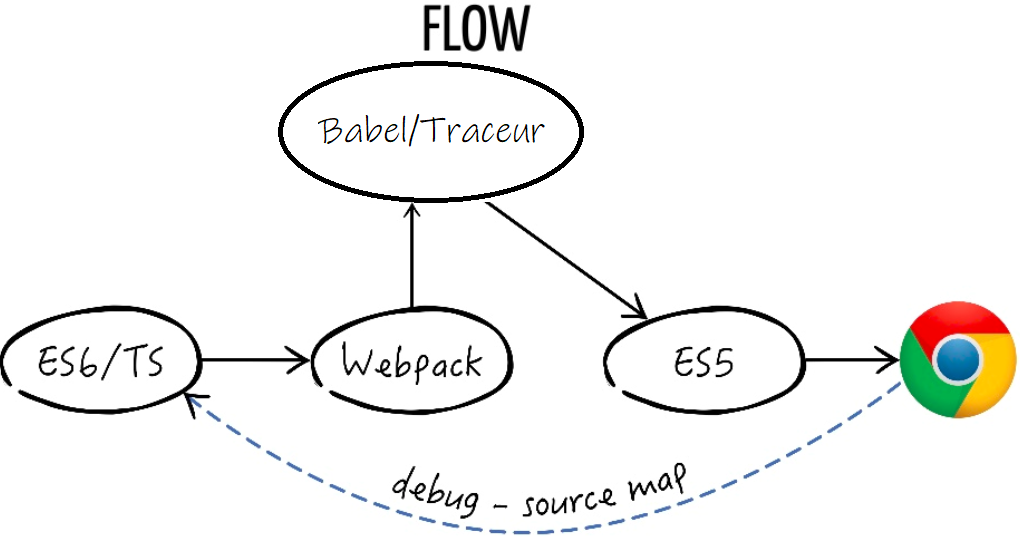 FLOW
Babel/Traceur
ES6/TS
Webpack
ES5
debug - source map